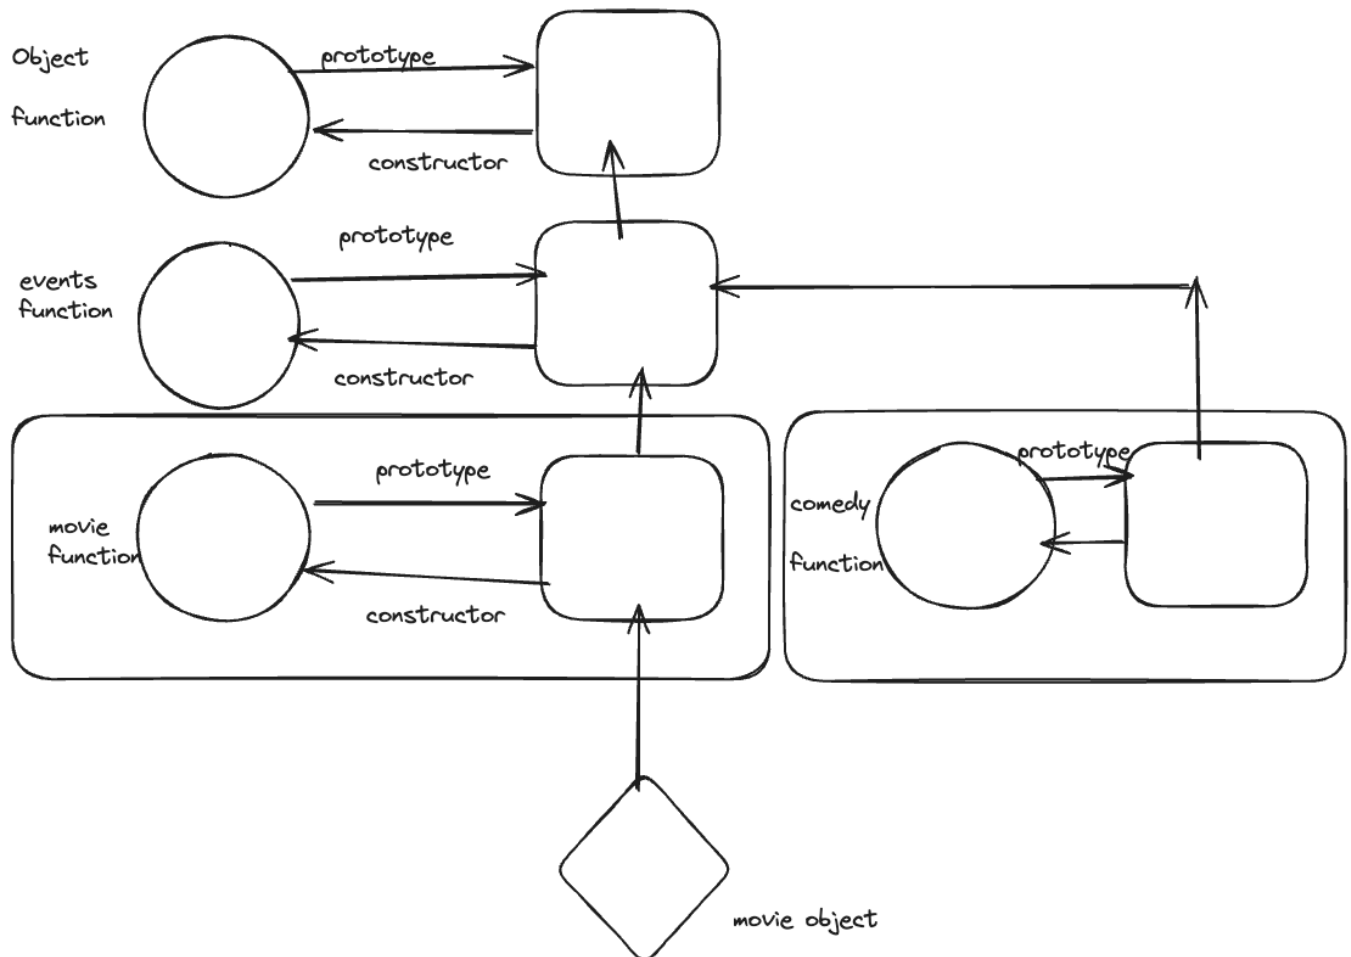 Object
function
prototype
constructor
events
function
prototype
constructor
movie
function
prototype
constructor
comedy
function
prototype
movie object